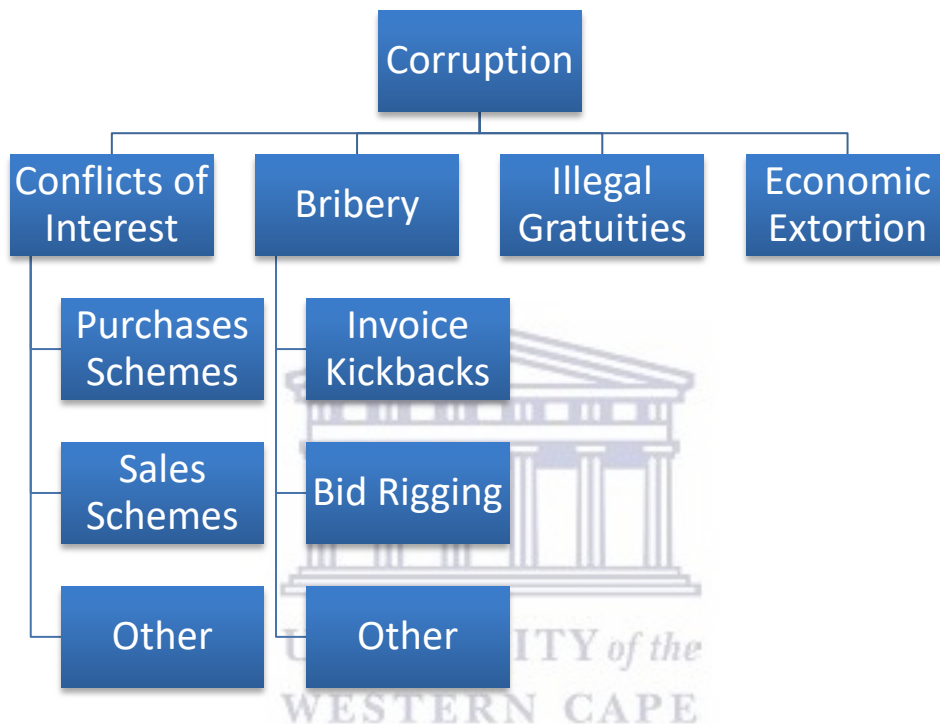 Corruption
Conflicts of
Interest
Bribery
Illegal
Gratuities
Economic
Extortion
Purchases
Schemes
Invoice
Kickbacks
Sales
Schemes
Bid Rigging
Other
Other
ITY of the
WESTERN CAPE